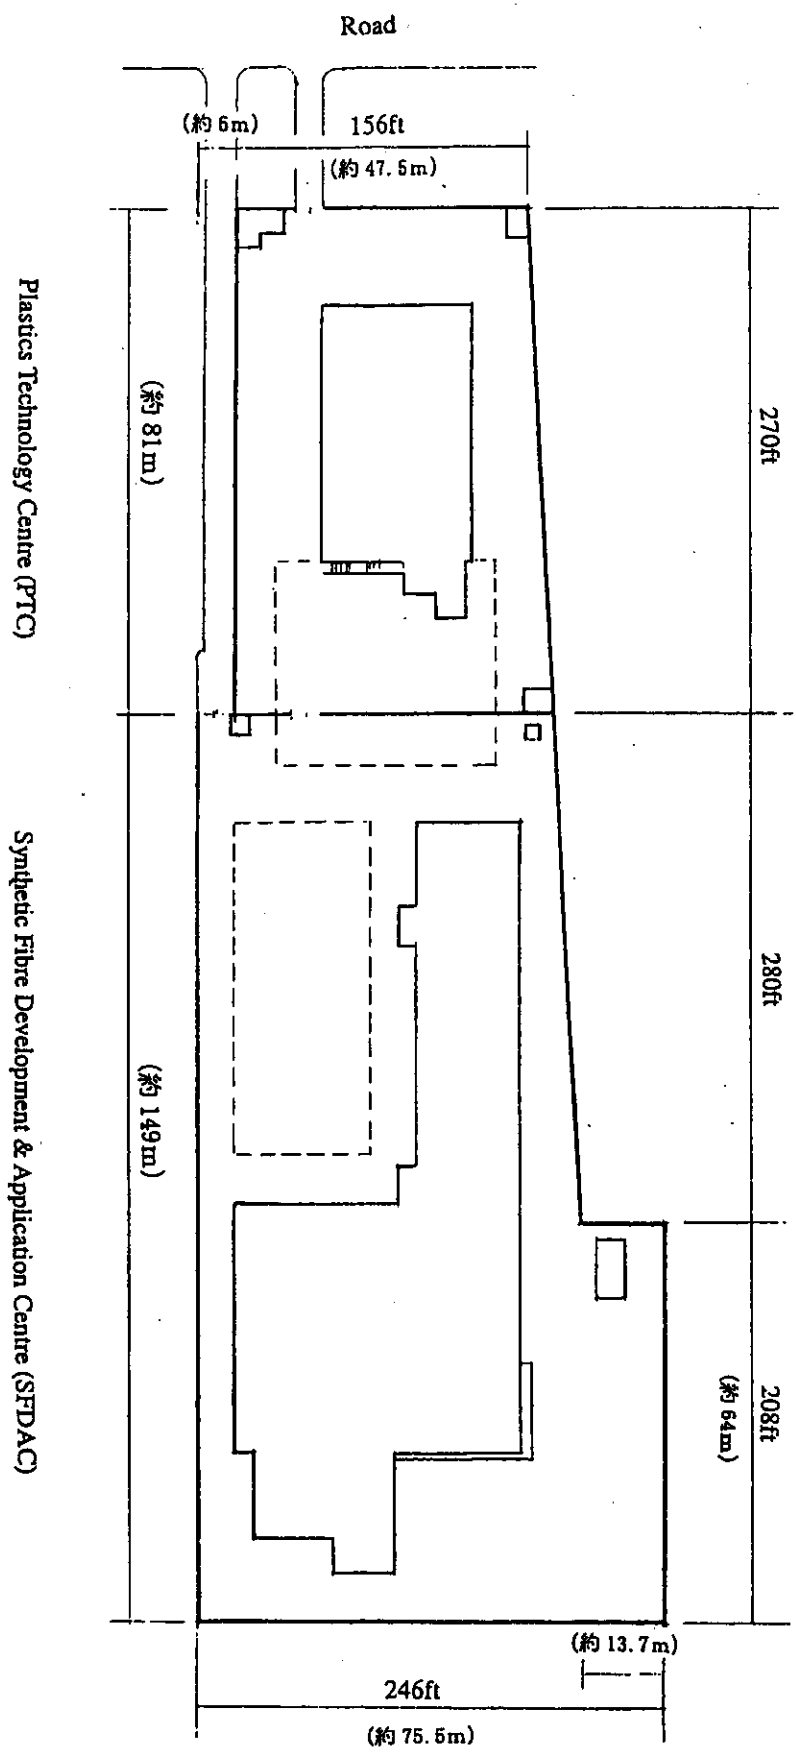 Road
(約 6m)
156ft
(約 47.5m)
Plastics Technology Centre (PTC)
(約 81m)
270ft
Synthetic Fibre Development & Application Centre (SFDAC)
(約 149m)
280ft
208ft
(約 64m)
(約 13.7m)
246ft
(約 75.5m)